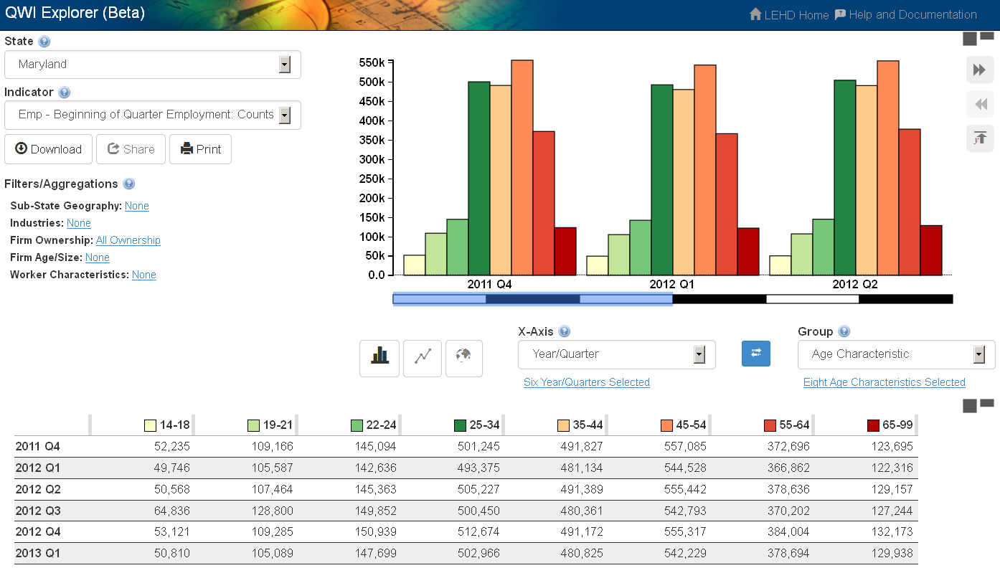 QWI Explorer (Beta)
LEHD Home Help and Documentation
State
Maryland
Indicator
Emp - Beginning of Quarter Employment: Counts
Download Share Print
Filters/Aggregations
Sub-State Geography: None
Industries: None
Firm Ownership: All Ownership
Firm Age/Size: None
Worker Characteristics: None
550k
500k
450k
400k
350k
300k
250k
200k
150k
100k
50k
0.0
2011 Q4 2012 Q1 2012 Q2
X-Axis
Year/Quarter
Six Year/Quarters Selected
Group
Age Characteristic
Eight Age Characteristics Selected
14-18 19-21 22-24 25-34 35-44 45-54 55-64 65-99
2011 Q4 52,235 109,166 145,094 501,245 491,827 557,085 372,696 123,695
2012 Q1 49,746 105,587 142,636 493,375 481,134 544,528 366,862 122,316
2012 Q2 50,568 107,464 145,363 505,227 491,389 555,442 378,636 129,157
2012 Q3 64,836 128,800 149,852 500,450 480,361 542,793 370,202 127,244
2012 Q4 53,121 109,285 150,939 512,674 491,172 555,317 384,004 132,173
2013 Q1 50,810 105,089 147,699 502,966 480,825 542,229 378,694 129,938